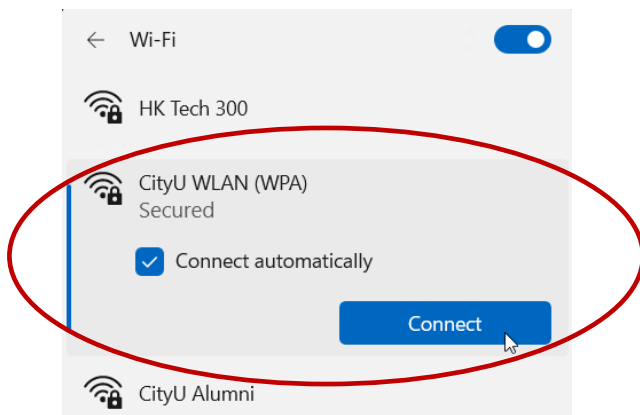 Wi-Fi
HK Tech 300
CityU WLAN (WPA)
Secured
Connect automatically
Connect
CityU Alumni